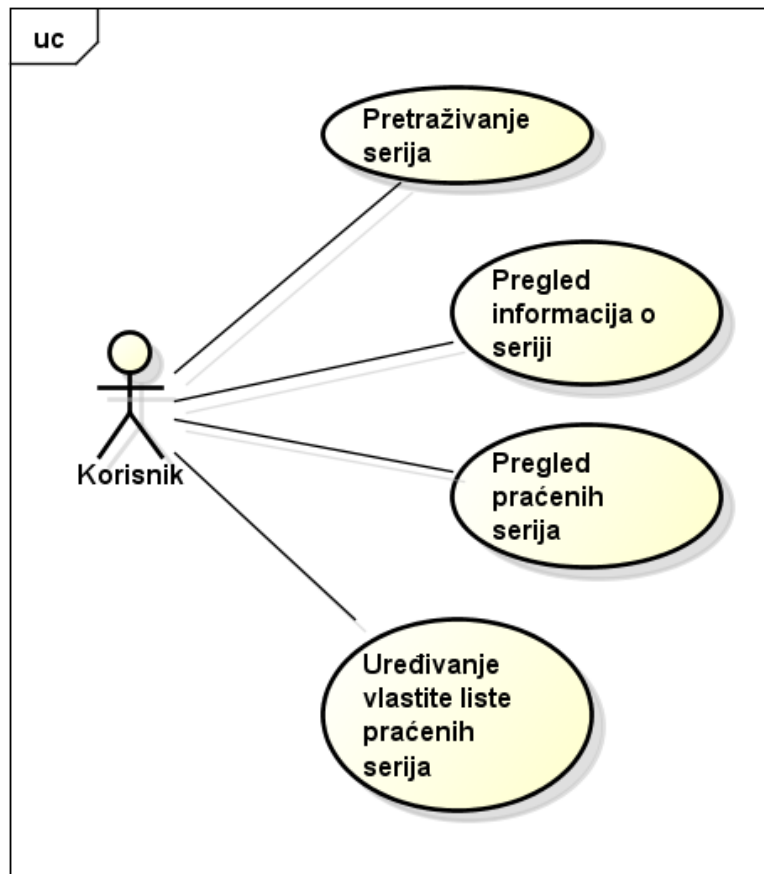 uc
Pretraživanje
serija
Pregled
informacija o
seriji
Korisnik
Pregled
praćenih
serija
Uređivanje
vlastite liste
praćenih
serija